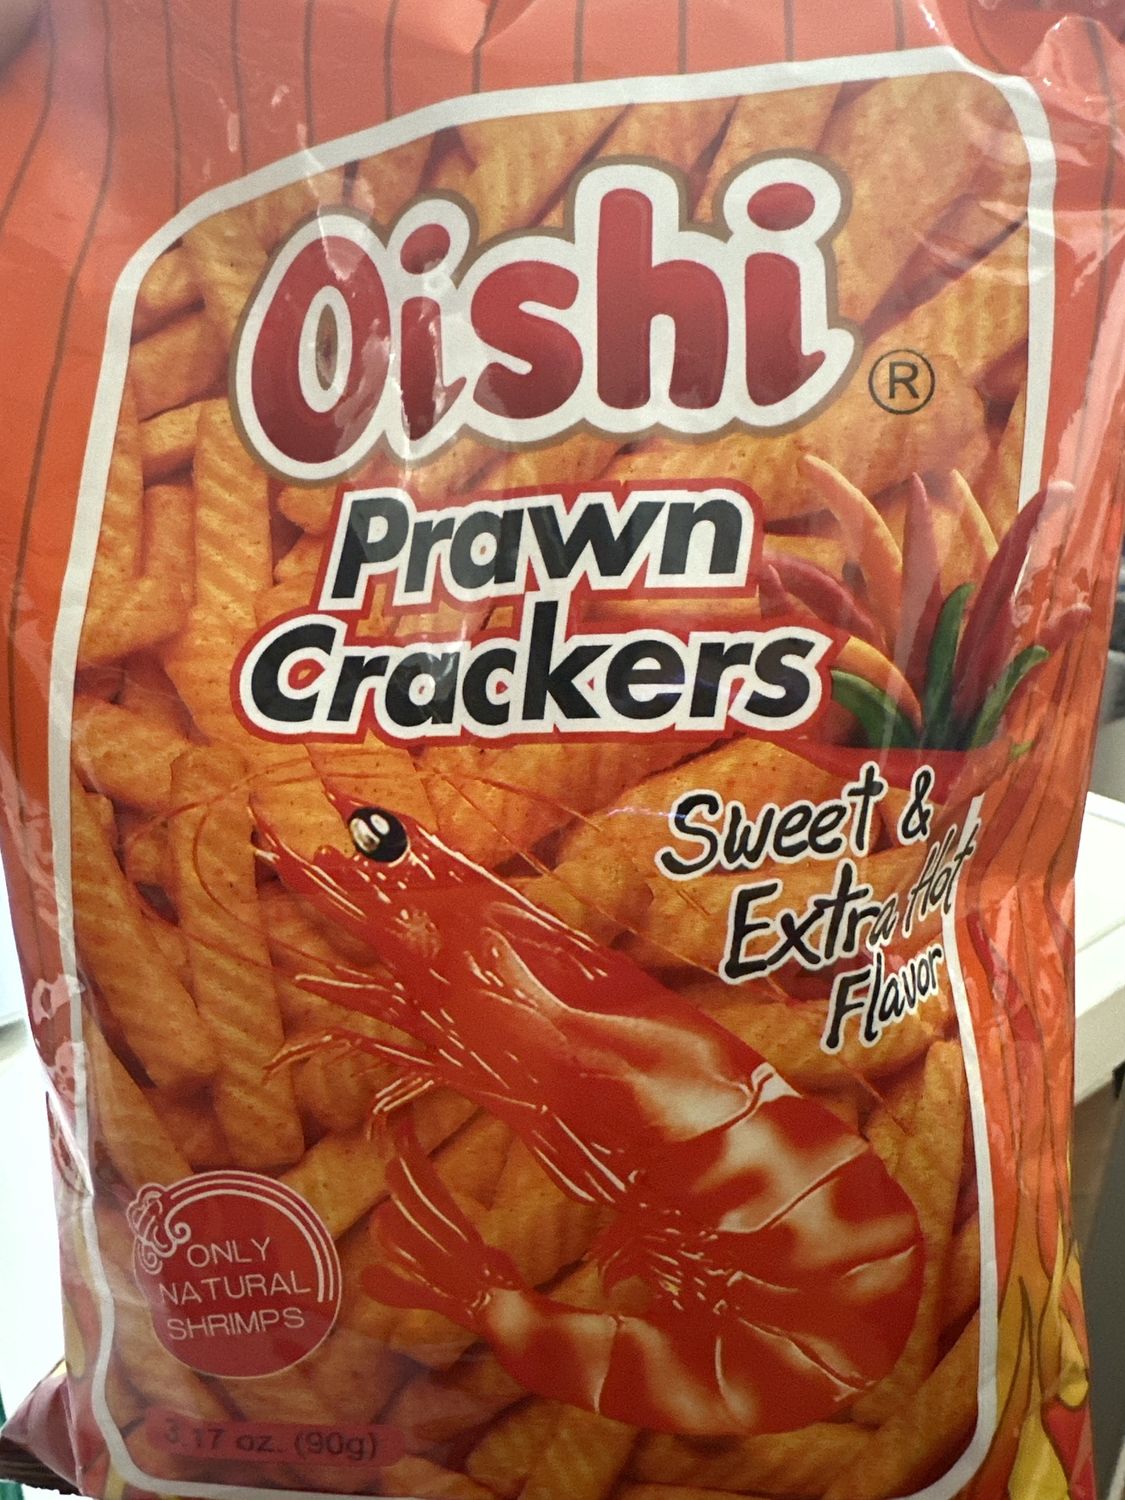 Oishi ®
Prawn
Crackers
Sweet &
Extra Hot
Flavor
ONLY
NATURAL
SHRIMPS
3.17 oz. (90g)